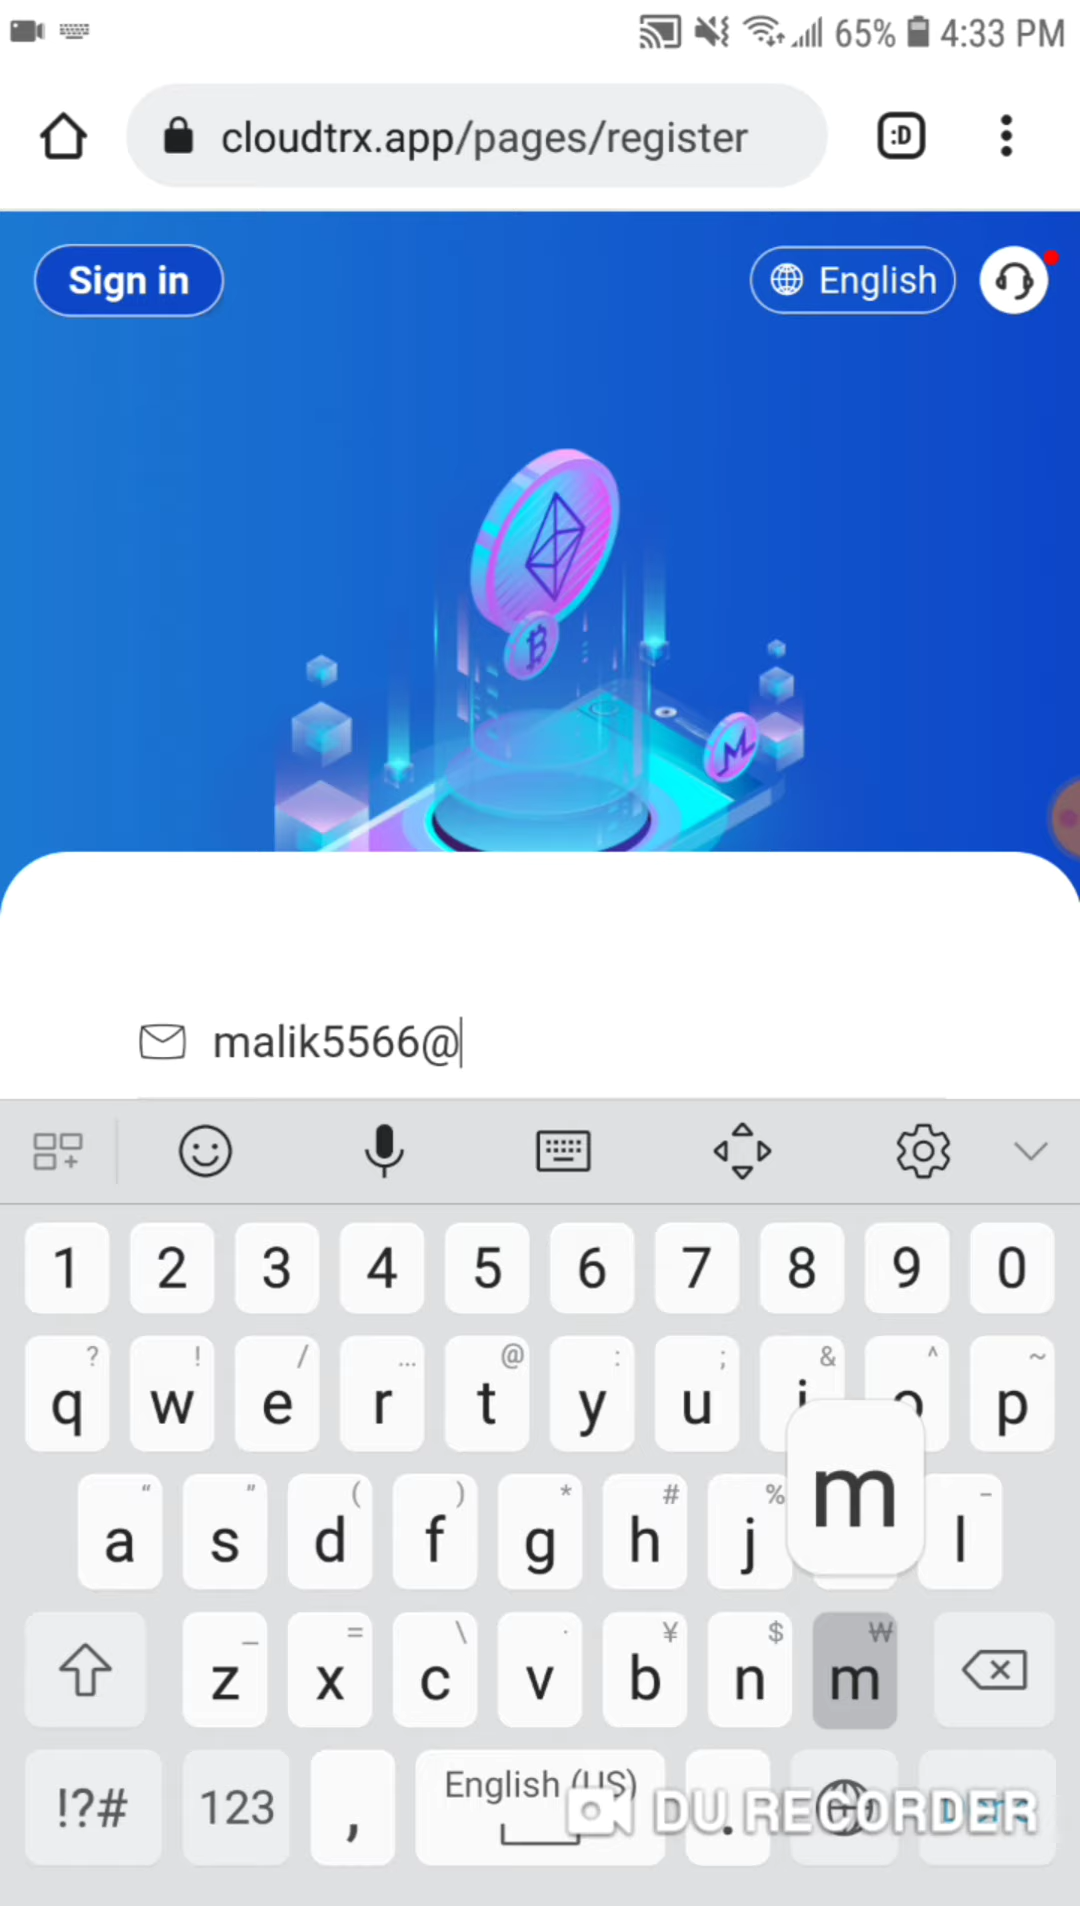 65% 4:33 PM
cloudtrx.app/pages/register :D
Sign in English
malik5566@
1 2 3 4 5 6 7 8 9 0
? ! / ... @ : ; & ^ ~
q w e r t y u i o p
“ ” ( ) * # % -
a s d f g h j m l
_ = \ · ¥ $ ₩
z x c v b n m
!?# 123 , English (US) .
DU RECORDER